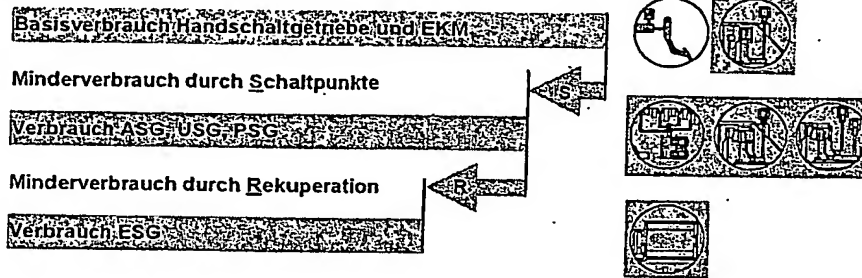 Basisverbrauch Handschaltgetriebe und EKM
Minderverbrauch durch Schaltpunkte
S
Verbrauch ASG, USG, PSG
Minderverbrauch durch Rekuperation
R
Verbrauch ESG